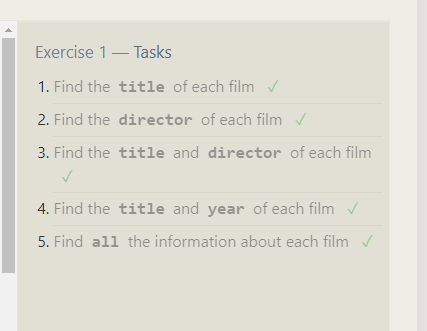 Exercise 1 — Tasks
1. Find the title of each film ✓
2. Find the director of each film ✓
3. Find the title and director of each film
✓
4. Find the title and year of each film ✓
5. Find all the information about each film ✓